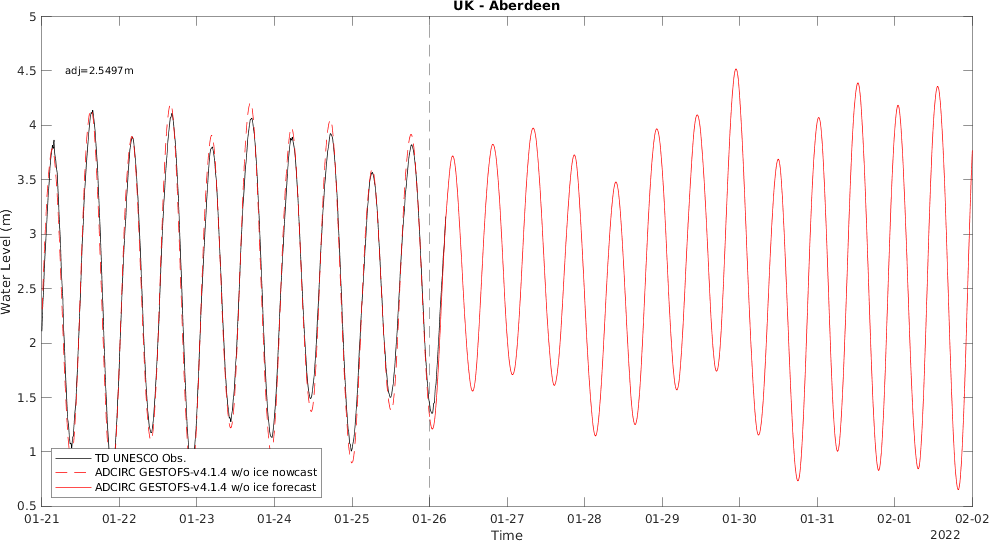 UK - Aberdeen
adj=2.5497m
Water Level (m)
5
4.5
4
3.5
3
2.5
2
1.5
1
0.5
TD UNESCO Obs.
ADCIRC GESTOFS-v4.1.4 w/o ice nowcast
ADCIRC GESTOFS-v4.1.4 w/o ice forecast
01-21 01-22 01-23 01-24 01-25 01-26 01-27 01-28 01-29 01-30 01-31 02-01 02-02
Time
2022